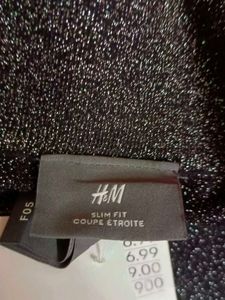 H&M
SLIM FIT
COUPE ÉTROITE
F05
6.99
9.00
900